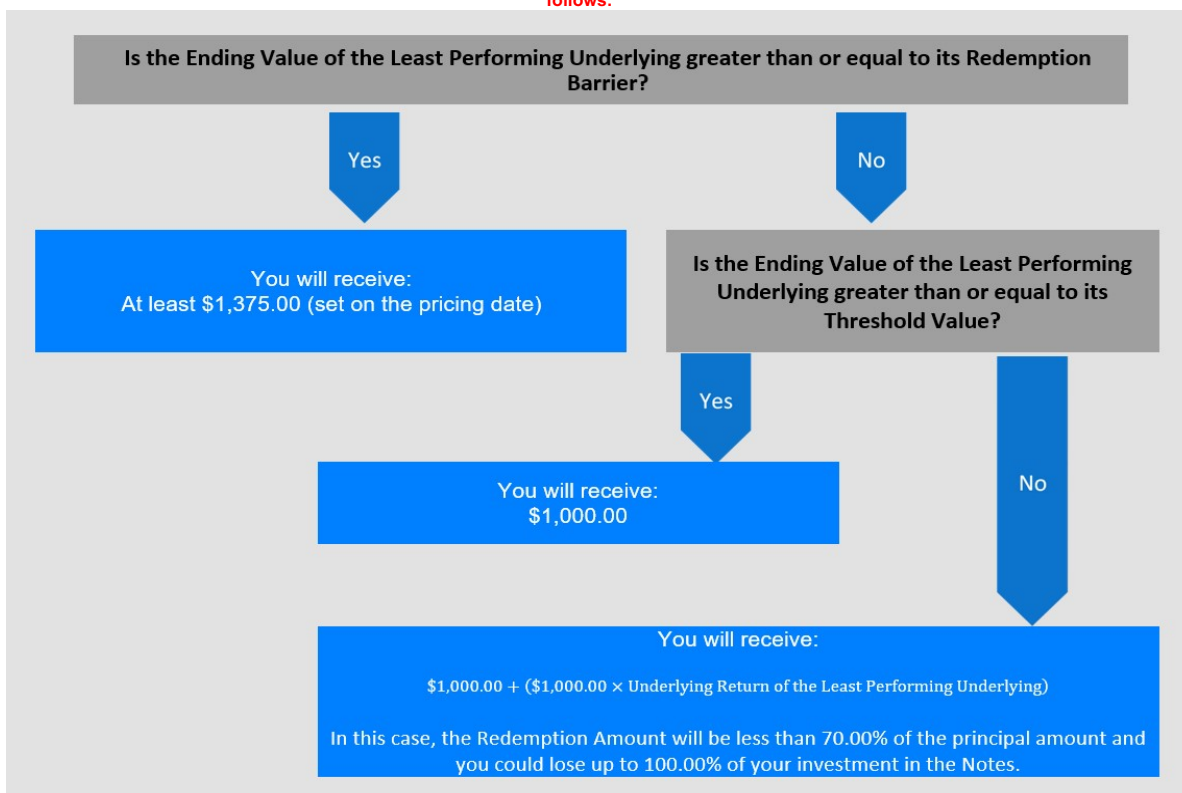 follows:
Is the Ending Value of the Least Performing Underlying greater than or equal to its Redemption
Barrier?
Yes
No
You will receive:
At least $1,375.00 (set on the pricing date)
Is the Ending Value of the Least Performing
Underlying greater than or equal to its
Threshold Value?
Yes
No
You will receive:
$1,000.00
You will receive:
$1,000.00 + ($1,000.00 × Underlying Return of the Least Performing Underlying)
In this case, the Redemption Amount will be less than 70.00% of the principal amount and
you could lose up to 100.00% of your investment in the Notes.